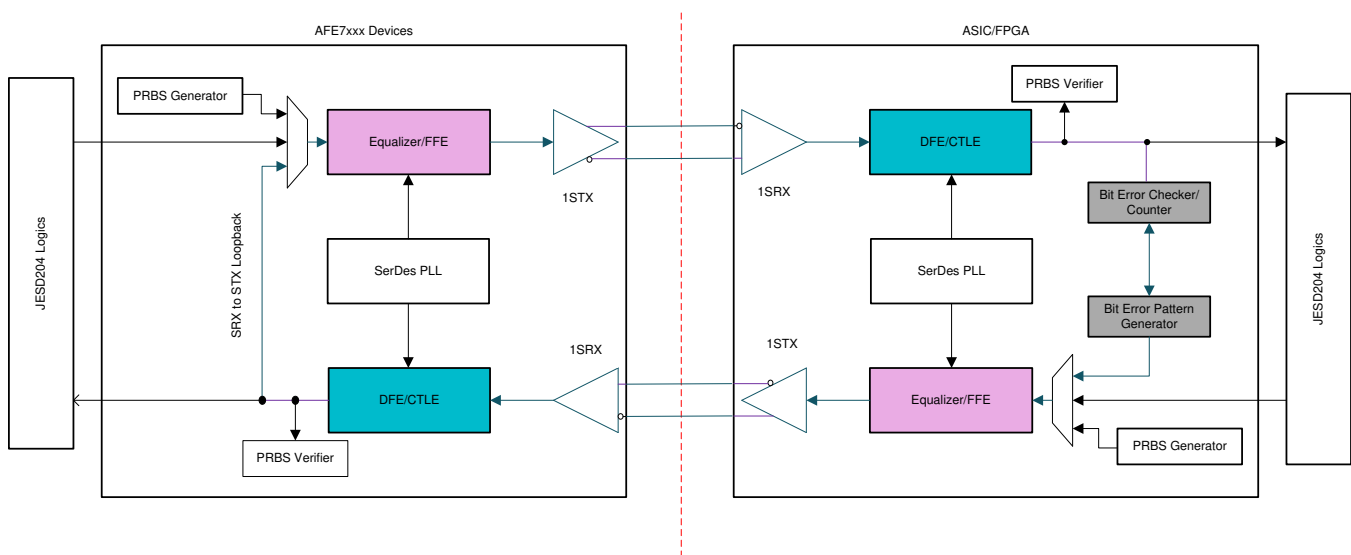 AFE7xxx Devices
ASIC/FPGA
JESD204 Logics
PRBS Generator
Equalizer/FFE
1STX
SRX to STX Loopback
SerDes PLL
1SRX
DFE/CTLE
PRBS Verifier
1SRX
DFE/CTLE
PRBS Verifier
Bit Error Checker/
Counter
SerDes PLL
Bit Error Pattern
Generator
1STX
Equalizer/FFE
PRBS Generator
JESD204 Logics